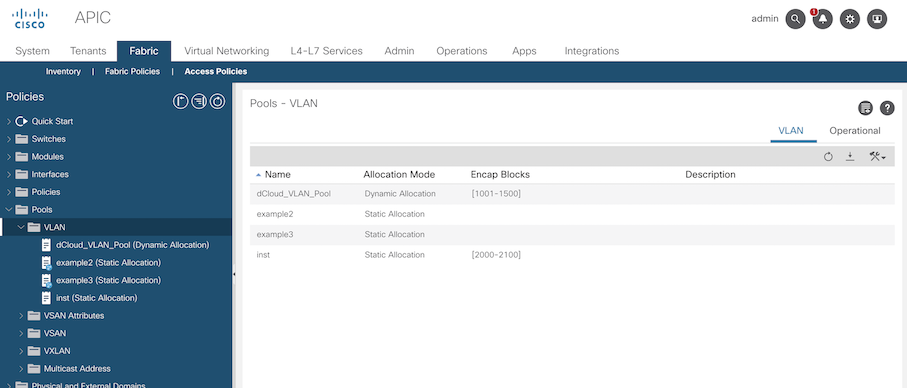 CISCO
APIC
admin
1
System Tenants Fabric Virtual Networking L4-L7 Services Admin Operations Apps Integrations
Inventory | Fabric Policies | Access Policies
Policies
Quick Start
Switches
Modules
Interfaces
Policies
Pools
VLAN
dCloud_VLAN_Pool (Dynamic Allocation)
example2 (Static Allocation)
example3 (Static Allocation)
inst (Static Allocation)
VSAN Attributes
VSAN
VXLAN
Multicast Address
Physical and External Domains
Pools - VLAN
?
VLAN Operational
Name Allocation Mode Encap Blocks Description
dCloud_VLAN_Pool Dynamic Allocation [1001-1500]
example2 Static Allocation
example3 Static Allocation
inst Static Allocation [2000-2100]